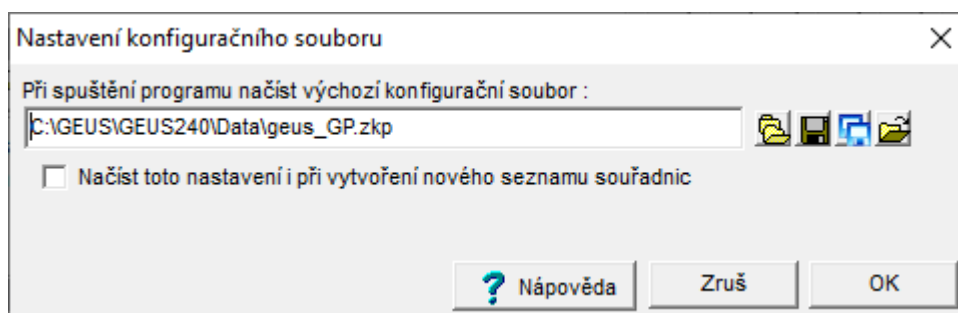 Nastavení konfiguračního souboru
Při spuštění programu načíst výchozí konfigurační soubor :
C:\GEUS\GEUS240\Data\geus_GP.zkp
Načíst toto nastavení i při vytvoření nového seznamu souřadnic
Nápověda Zruš OK